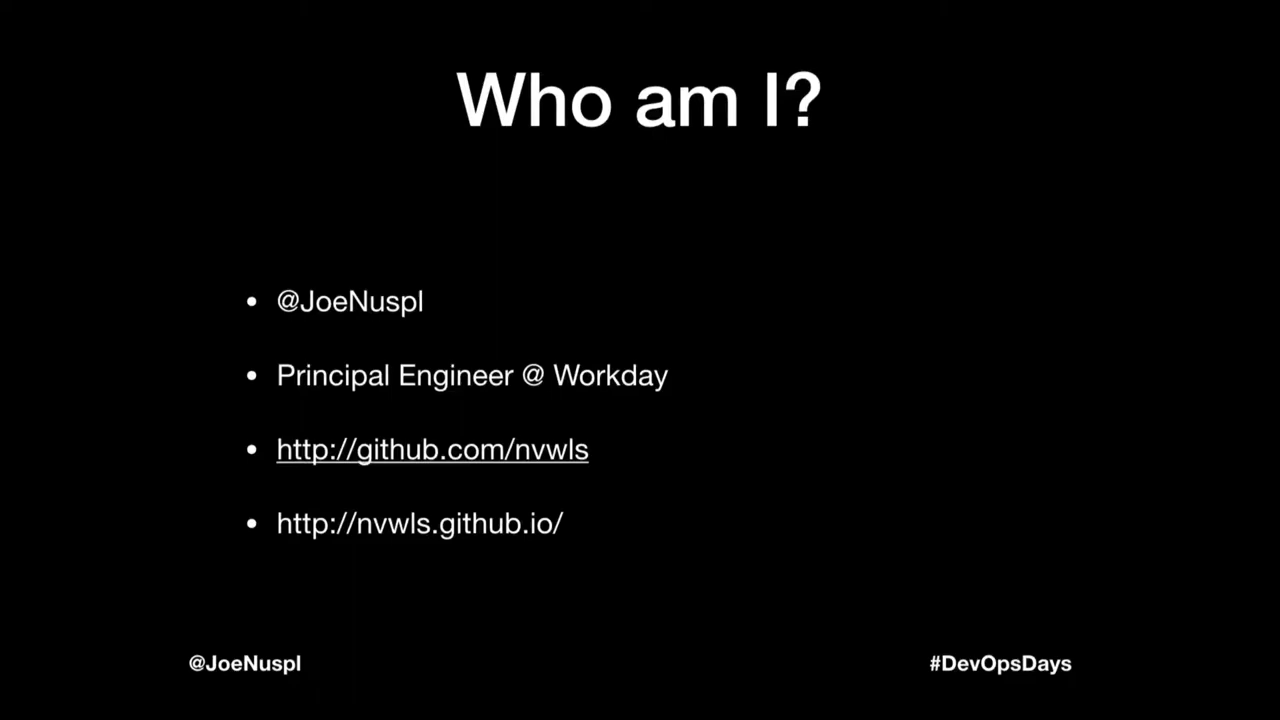 Who am I?
• @JoeNuspl
• Principal Engineer @ Workday
• http://github.com/nvwls
• http://nvwls.github.io/
@JoeNuspl
#DevOpsDays